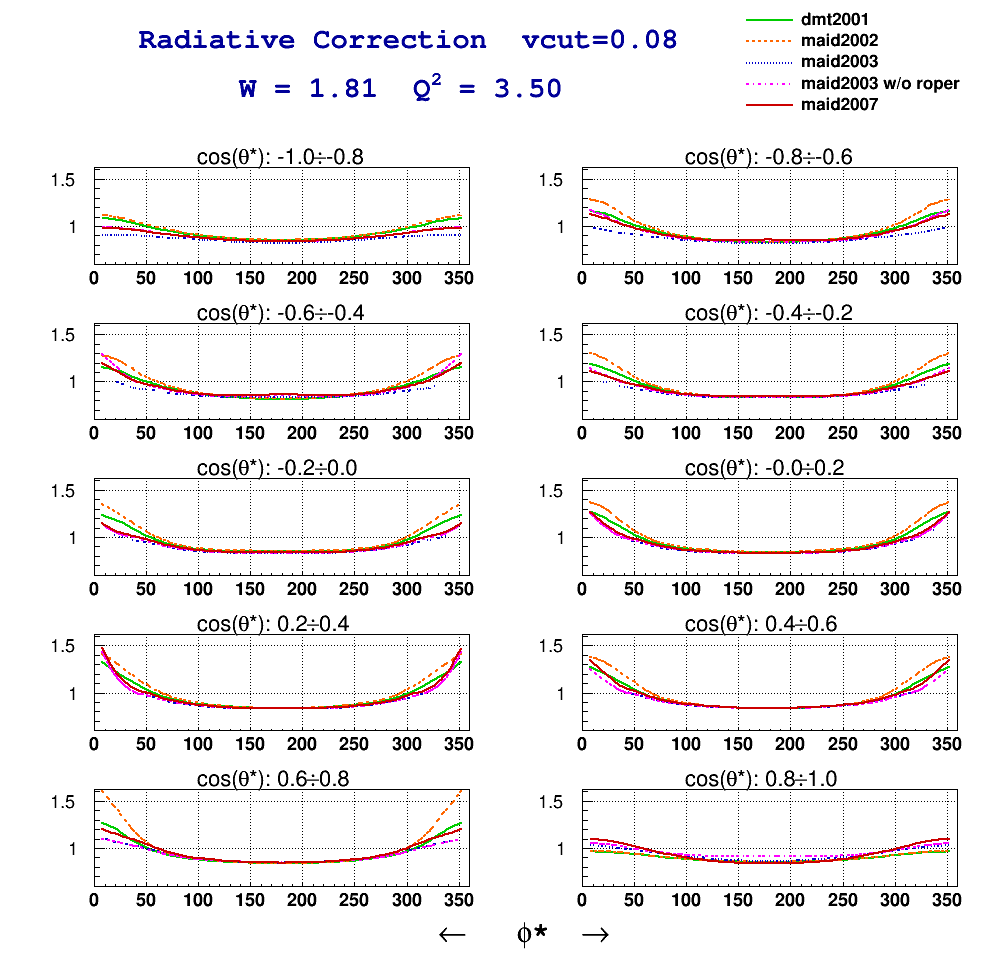 Radiative Correction vcut=0.08
W = 1.81 Q² = 3.50
dmt2001
maid2002
maid2003
maid2003 w/o roper
maid2007
cos(θ*): -1.0÷-0.8
1.5
1
0 50 100 150 200 250 300 350
cos(θ*): -0.8÷-0.6
1.5
1
0 50 100 150 200 250 300 350
cos(θ*): -0.6÷-0.4
1.5
1
0 50 100 150 200 250 300 350
cos(θ*): -0.4÷-0.2
1.5
1
0 50 100 150 200 250 300 350
cos(θ*): -0.2÷0.0
1.5
1
0 50 100 150 200 250 300 350
cos(θ*): -0.0÷0.2
1.5
1
0 50 100 150 200 250 300 350
cos(θ*): 0.2÷0.4
1.5
1
0 50 100 150 200 250 300 350
cos(θ*): 0.4÷0.6
1.5
1
0 50 100 150 200 250 300 350
cos(θ*): 0.6÷0.8
1.5
1
0 50 100 150 200 250 300 350
cos(θ*): 0.8÷1.0
1.5
1
0 50 100 150 200 250 300 350
← ϕ* →